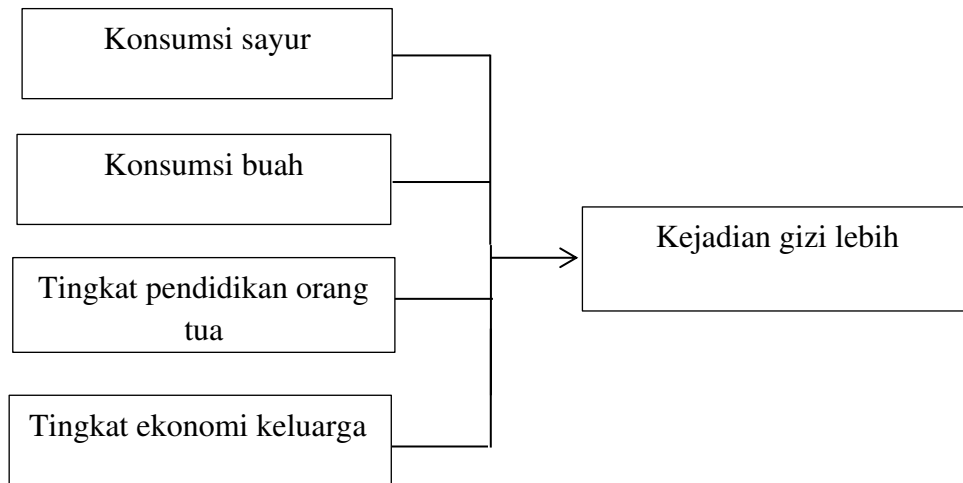 Konsumsi sayur
Konsumsi buah
Tingkat pendidikan orang
tua
Tingkat ekonomi keluarga
Kejadian gizi lebih